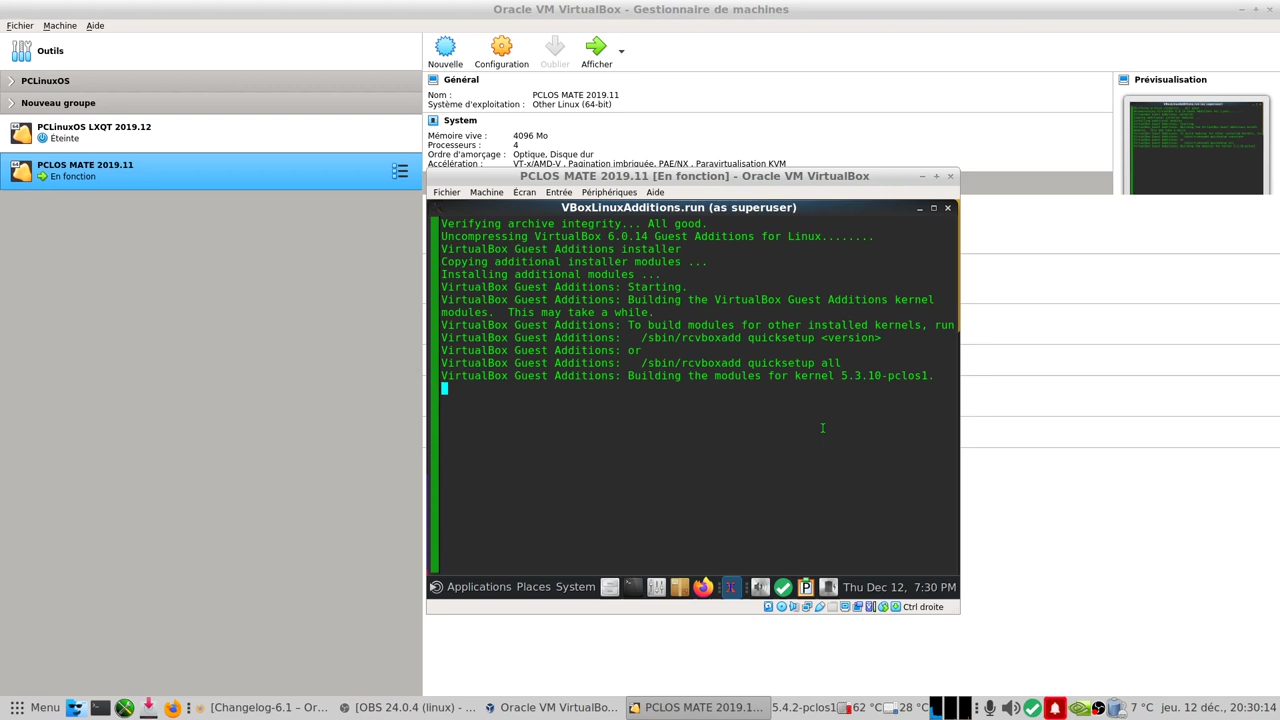 Oracle VM VirtualBox - Gestionnaire de machines
Fichier Machine Aide
Outils
PCLinuxOS
Nouveau groupe
PCLinuxOS LXQT 2019.12
Éteinte
PCLOS MATE 2019.11
En fonction
Nouvelle Configuration Oublier Afficher
Général
Nom : PCLOS MATE 2019.11
Système d'exploitation : Other Linux (64-bit)
System
Mémoire vive : 4096 Mo
Processeurs : 4
Ordre d'amorçage : Optique, Disque dur
Accélération : VT-x/AMD-V , Pagination imbriquée, PAE/NX , Paravirtualisation KVM
Prévisualisation
PCLOS MATE 2019.11 [En fonction] - Oracle VM VirtualBox
Fichier Machine Écran Entrée Périphériques Aide
VBoxLinuxAdditions.run (as superuser)
Verifying archive integrity... All good.
Uncompressing VirtualBox 6.0.14 Guest Additions for Linux........
VirtualBox Guest Additions installer
Copying additional installer modules ...
Installing additional modules ...
VirtualBox Guest Additions: Starting.
VirtualBox Guest Additions: Building the VirtualBox Guest Additions kernel
modules.  This may take a while.
VirtualBox Guest Additions: To build modules for other installed kernels, run
VirtualBox Guest Additions:   /sbin/rcvboxadd quicksetup <version>
VirtualBox Guest Additions: or
VirtualBox Guest Additions:   /sbin/rcvboxadd quicksetup all
VirtualBox Guest Additions: Building the modules for kernel 5.3.10-pclos1.
Applications Places System Thu Dec 12, 7:30 PM
Ctrl droite
Menu [Changelog-6.1 – Or... [OBS 24.0.4 (linux) - ... Oracle VM VirtualBo... PCLOS MATE 2019.1... 5.4.2-pclos1 62 °C 28 °C 7 °C jeu. 12 déc., 20:30:14